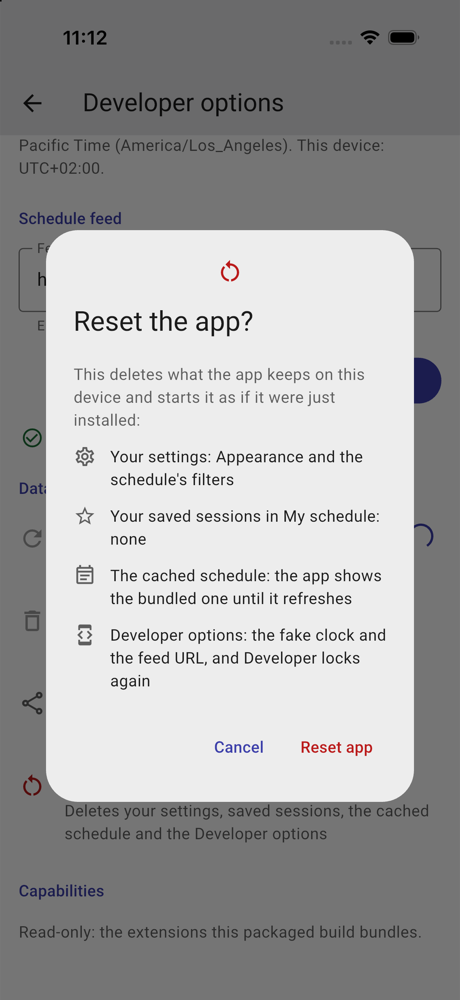 11:12
Developer options
Pacific Time (America/Los_Angeles). This device:
UTC+02:00.
Schedule feed
Reset the app?
This deletes what the app keeps on this
device and starts it as if it were just
installed:
Your settings: Appearance and the
schedule's filters
Your saved sessions in My schedule:
none
The cached schedule: the app shows
the bundled one until it refreshes
Developer options: the fake clock and
the feed URL, and Developer locks
again
Cancel
Reset app
Deletes your settings, saved sessions, the cached
schedule and the Developer options
Capabilities
Read-only: the extensions this packaged build bundles.